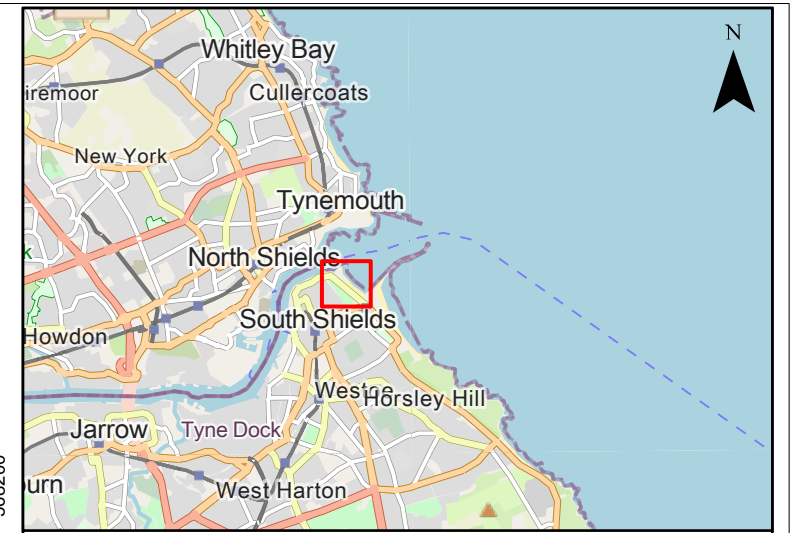 N
Whitley Bay
iremoor
Cullercoats
New York
Tynemouth
North Shields
South Shields
Howdon
Horsley Hill
Jarrow
Tyne Dock
urn
West Harton